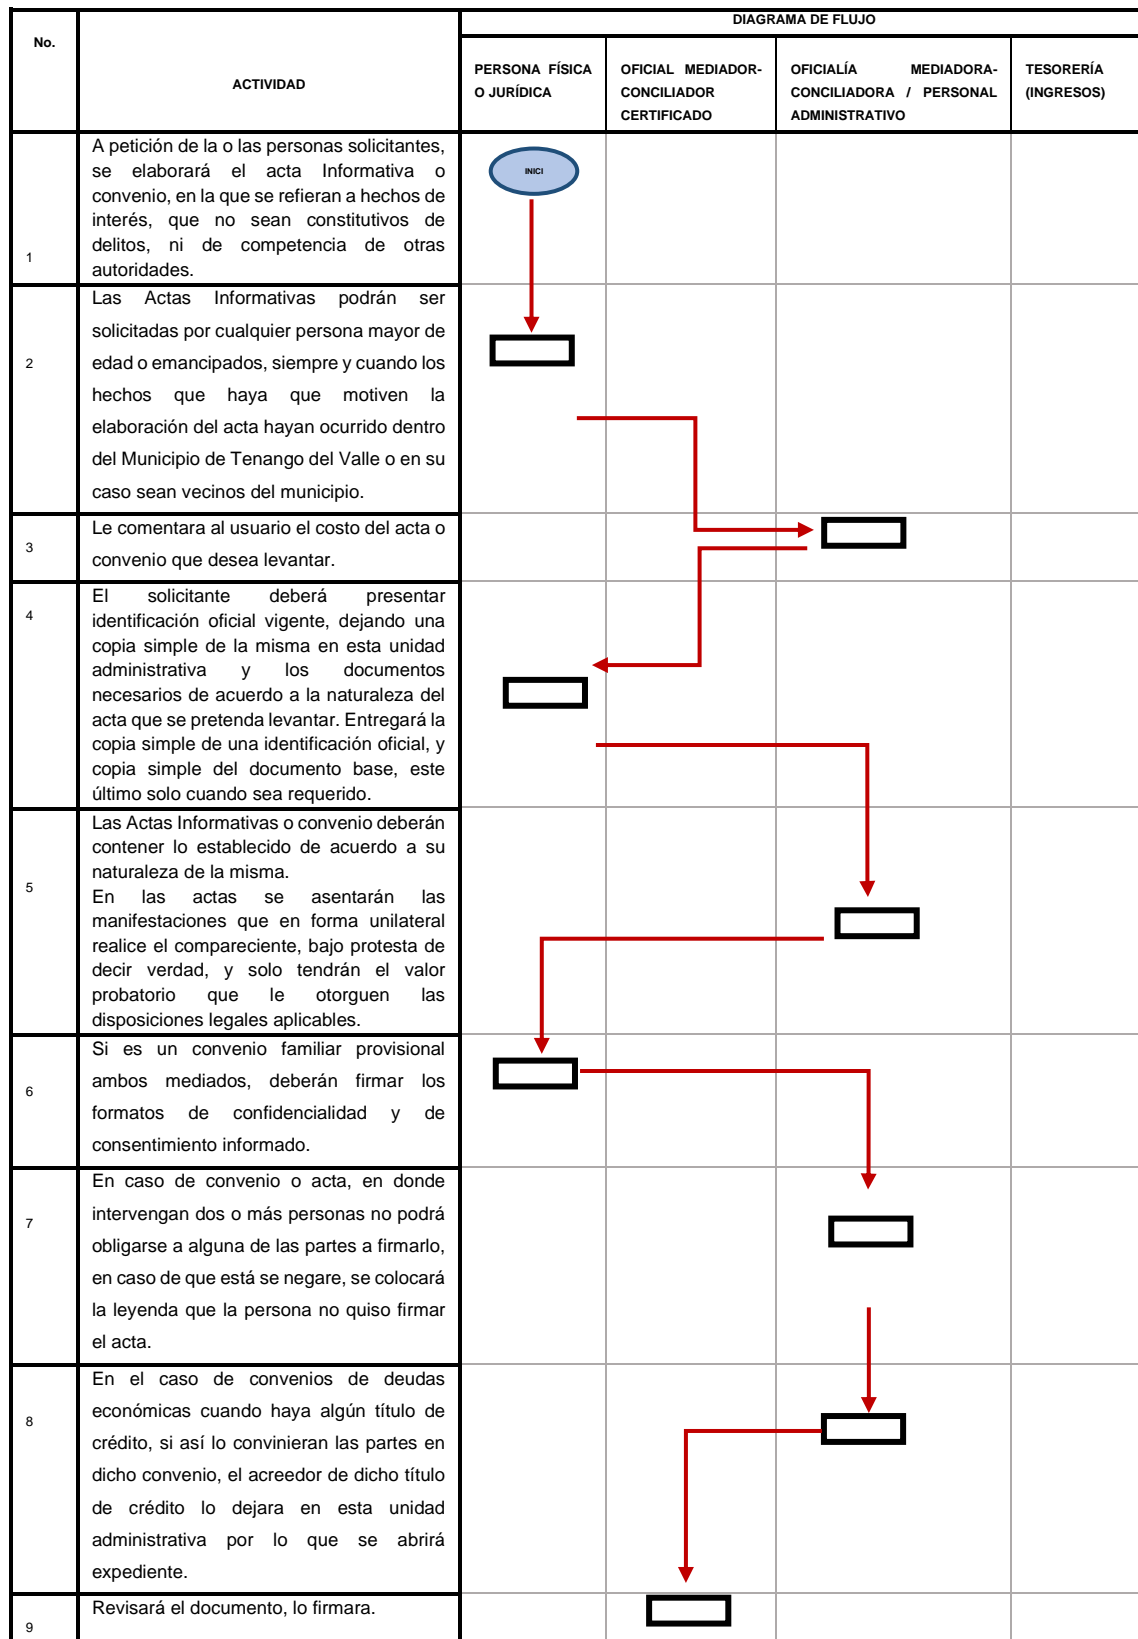 DIAGRAMA DE FLUJO
No.
ACTIVIDAD
PERSONA FÍSICA
O JURÍDICA
OFICIAL MEDIADOR-
CONCILIADOR
CERTIFICADO
OFICIALÍA MEDIADORA-
CONCILIADORA / PERSONAL
ADMINISTRATIVO
TESORERÍA
(INGRESOS)
1
A petición de la o las personas solicitantes,
se elaborará el acta Informativa o
convenio, en la que se refieran a hechos de
interés, que no sean constitutivos de
delitos, ni de competencia de otras
autoridades.
INICI
2
Las Actas Informativas podrán ser
solicitadas por cualquier persona mayor de
edad o emancipados, siempre y cuando los
hechos que haya que motiven la
elaboración del acta hayan ocurrido dentro
del Municipio de Tenango del Valle o en su
caso sean vecinos del municipio.
3
Le comentara al usuario el costo del acta o
convenio que desea levantar.
4
El solicitante deberá presentar
identificación oficial vigente, dejando una
copia simple de la misma en esta unidad
administrativa y los documentos
necesarios de acuerdo a la naturaleza del
acta que se pretenda levantar. Entregará la
copia simple de una identificación oficial, y
copia simple del documento base, este
último solo cuando sea requerido.
5
Las Actas Informativas o convenio deberán
contener lo establecido de acuerdo a su
naturaleza de la misma.
En las actas se asentarán las
manifestaciones que en forma unilateral
realice el compareciente, bajo protesta de
decir verdad, y solo tendrán el valor
probatorio que le otorguen las
disposiciones legales aplicables.
6
Si es un convenio familiar provisional
ambos mediados, deberán firmar los
formatos de confidencialidad y de
consentimiento informado.
7
En caso de convenio o acta, en donde
intervengan dos o más personas no podrá
obligarse a alguna de las partes a firmarlo,
en caso de que está se negare, se colocará
la leyenda que la persona no quiso firmar
el acta.
8
En el caso de convenios de deudas
económicas cuando haya algún título de
crédito, si así lo convinieran las partes en
dicho convenio, el acreedor de dicho título
de crédito lo dejara en esta unidad
administrativa por lo que se abrirá
expediente.
9
Revisará el documento, lo firmara.